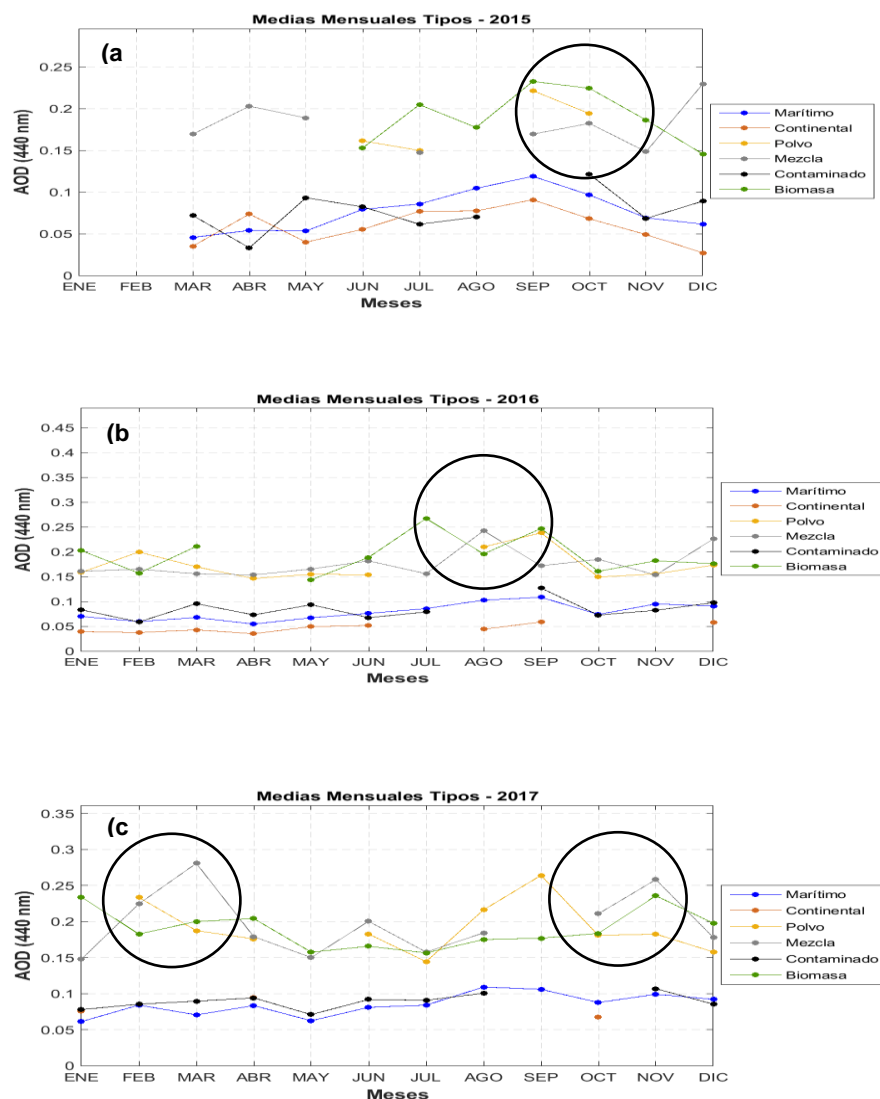 Medias Mensuales Tipos - 2015
(a
0.25
0.2
0.15
0.1
0.05
0
AOD (440 nm)
ENE FEB MAR ABR MAY JUN JUL AGO SEP OCT NOV DIC
Meses
Marítimo
Continental
Polvo
Mezcla
Contaminado
Biomasa
Medias Mensuales Tipos - 2016
(b
0.45
0.4
0.35
0.3
0.25
0.2
0.15
0.1
0.05
0
AOD (440 nm)
ENE FEB MAR ABR MAY JUN JUL AGO SEP OCT NOV DIC
Meses
Marítimo
Continental
Polvo
Mezcla
Contaminado
Biomasa
Medias Mensuales Tipos - 2017
(c
0.35
0.3
0.25
0.2
0.15
0.1
0.05
0
AOD (440 nm)
ENE FEB MAR ABR MAY JUN JUL AGO SEP OCT NOV DIC
Meses
Marítimo
Continental
Polvo
Mezcla
Contaminado
Biomasa